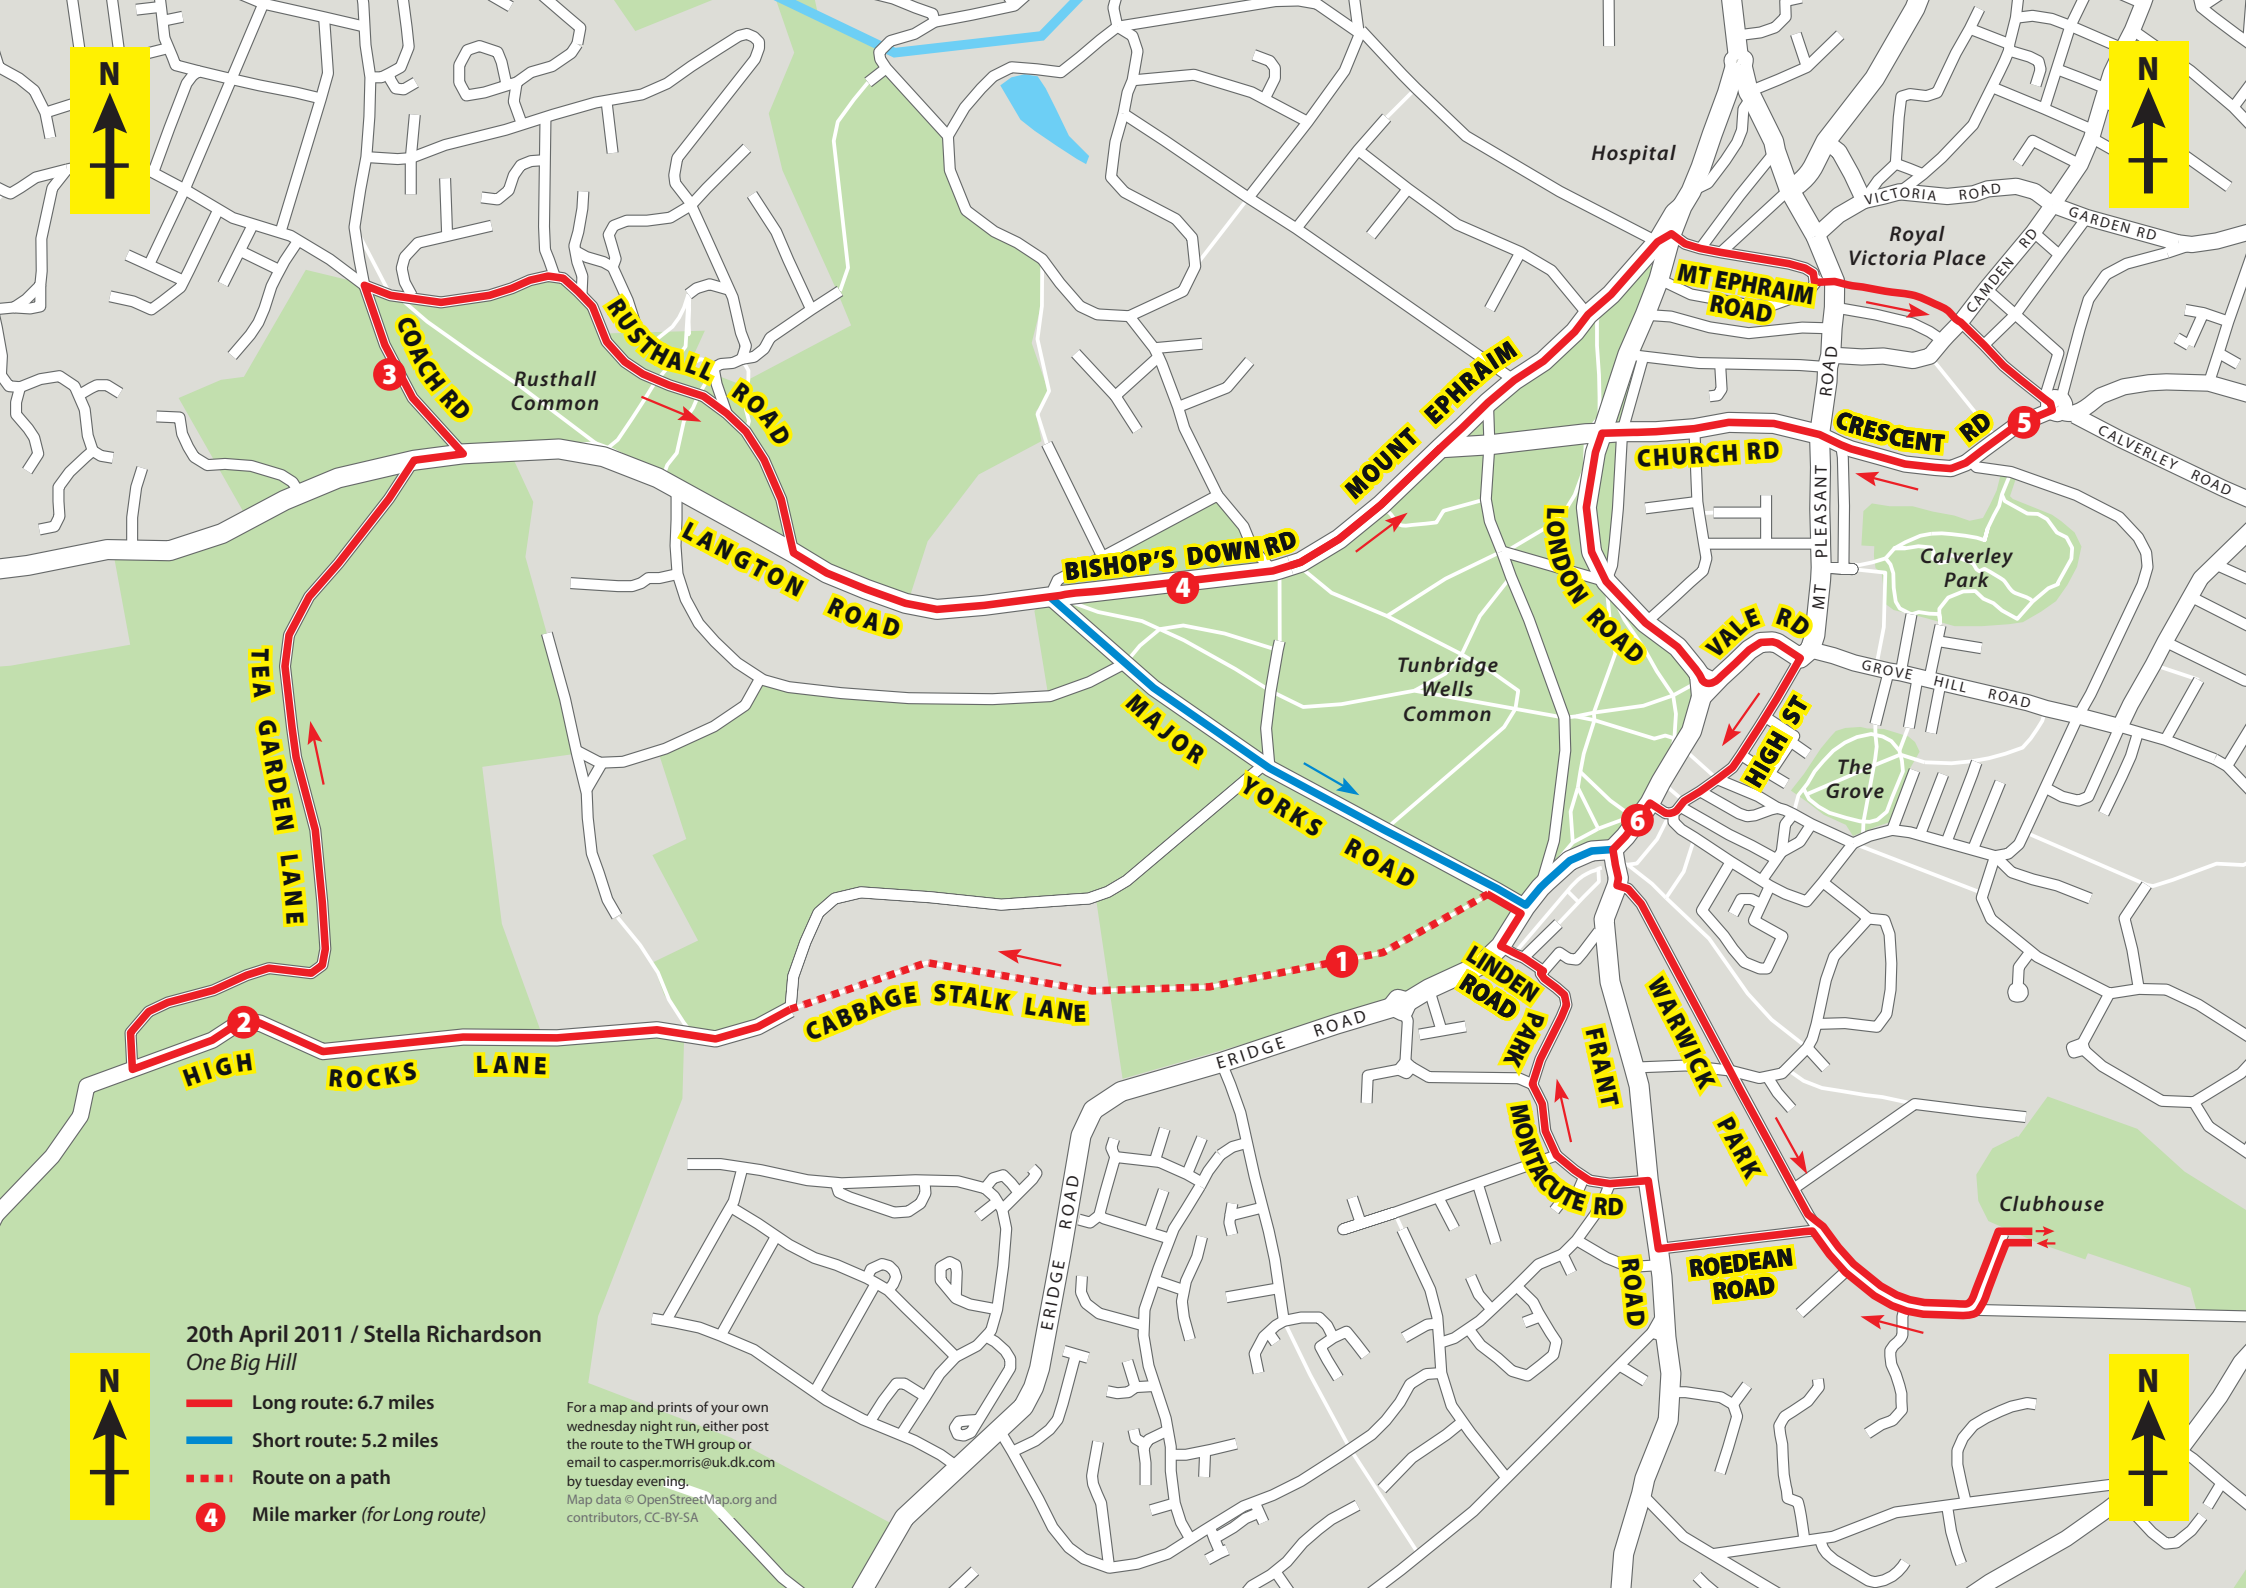 N
N
Hospital
VICTORIA ROAD
GARDEN RD
Royal
Victoria Place
CAMDEN RD
MT EPHRAIM
ROAD
COACH RD
RUSTHALL ROAD
3
Rusthall
Common
MOUNT EPHRAIM
ROAD
CRESCENT RD
5
CHURCH RD
CALVERLEY ROAD
LANGTON ROAD
BISHOP'S DOWN RD
4
LONDON ROAD
MT PLEASANT
Calverley
Park
TEA GARDEN LANE
Tunbridge
Wells
Common
VALE RD
GROVE HILL ROAD
MAJOR YORKS ROAD
HIGH ST
The
Grove
6
1
CABBAGE STALK LANE
LINDEN
PARK
ROAD
2
HIGH ROCKS LANE
ERIDGE ROAD
FRANT ROAD
WARWICK PARK
MONTACUTE RD
ERIDGE ROAD
Clubhouse
ROEDEAN
ROAD
20th April 2011 / Stella Richardson
One Big Hill
Long route: 6.7 miles
Short route: 5.2 miles
Route on a path
4 Mile marker (for Long route)
For a map and prints of your own
wednesday night run, either post
the route to the TWH group or
email to casper.morris@uk.dk.com
by tuesday evening.
Map data © OpenStreetMap.org and
contributors, CC-BY-SA
N
N